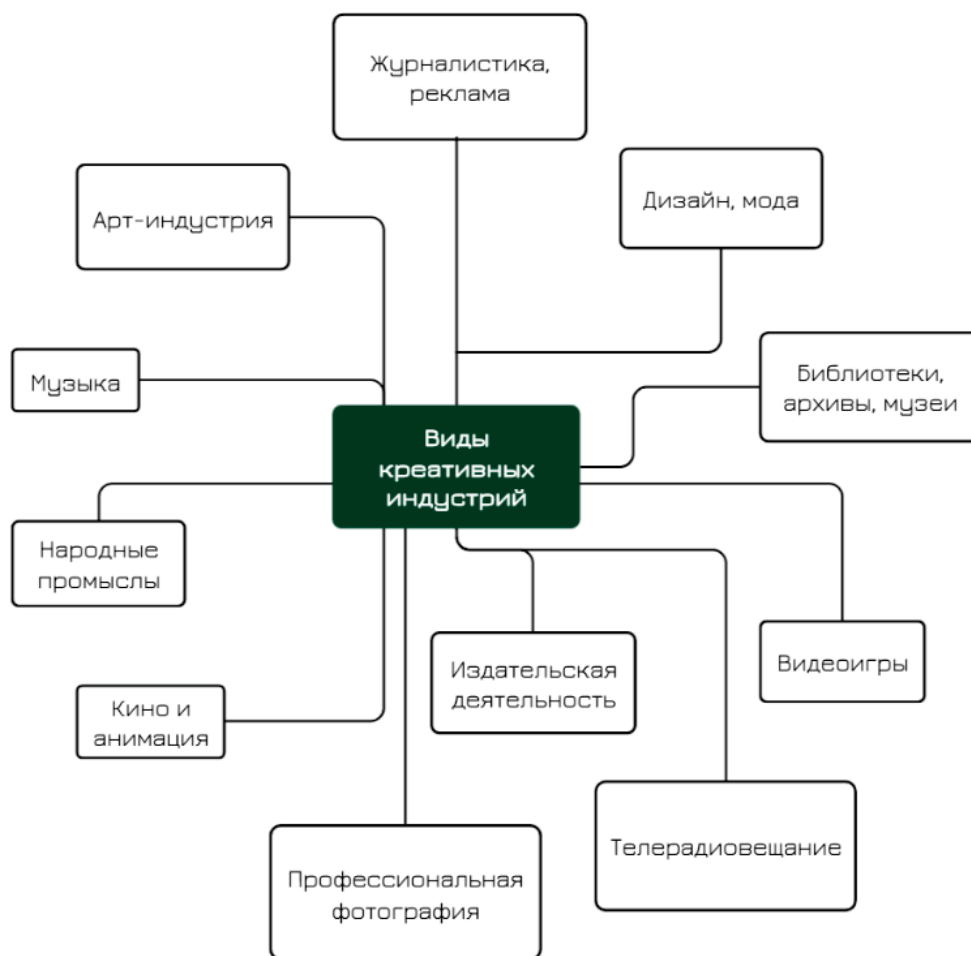 Журналистика,
реклама
Дизайн, мода
Арт-индустрия
Библиотеки,
архивы, музеи
Музыка
Виды
креативных
индустрий
Народные
промыслы
Издательская
деятельность
Видеоигры
Кино и
анимация
Телерадиовещание
Профессиональная
фотография